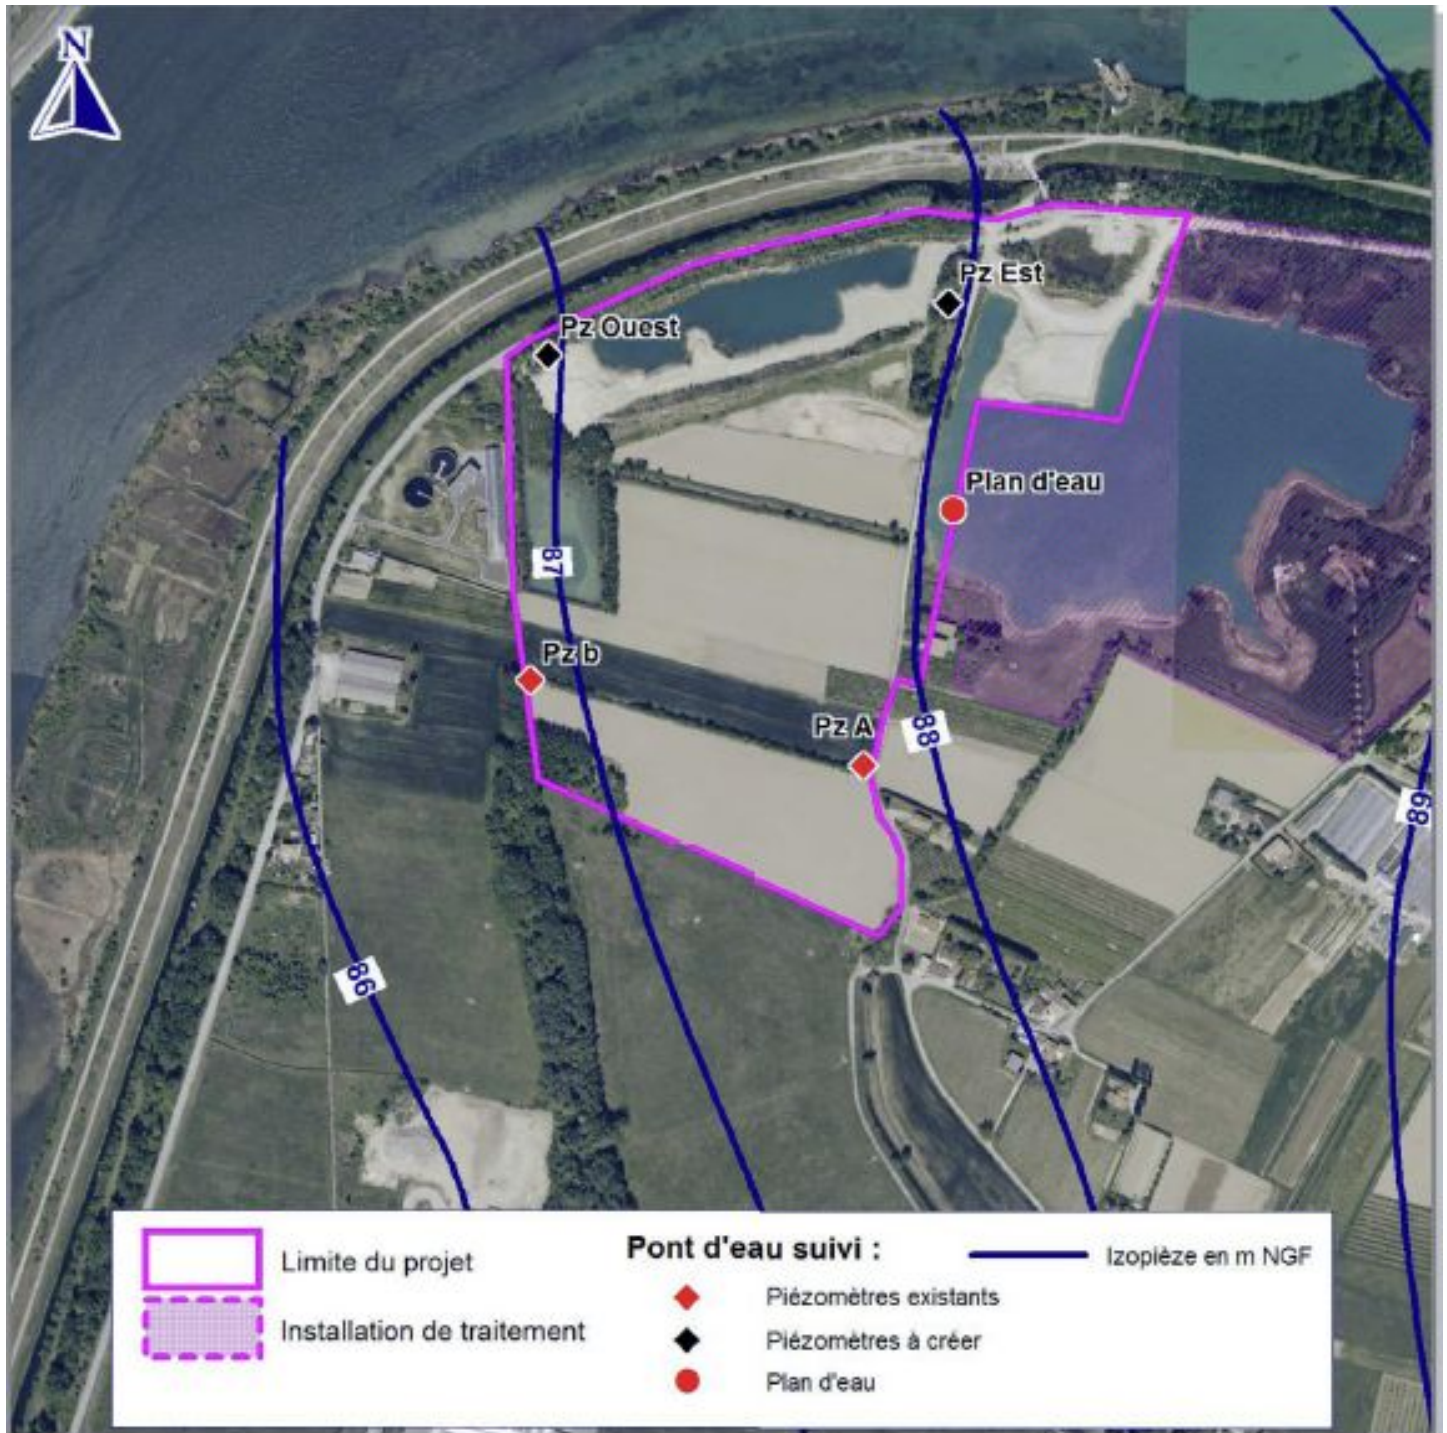 N
Pz Est
Pz Ouest
Plan d'eau
87
Pz b
Pz A
88
89
86
Limite du projet
Installation de traitement
Pont d'eau suivi :
Piézomètres existants
Piézomètres à créer
Plan d'eau
Izopièze en m NGF